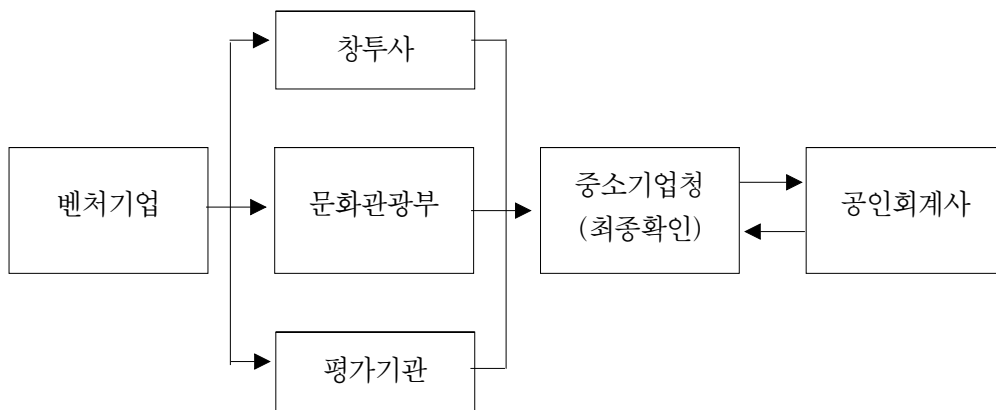 창투사
벤처기업
문화관광부
중소기업청
(최종확인)
공인회계사
평가기관